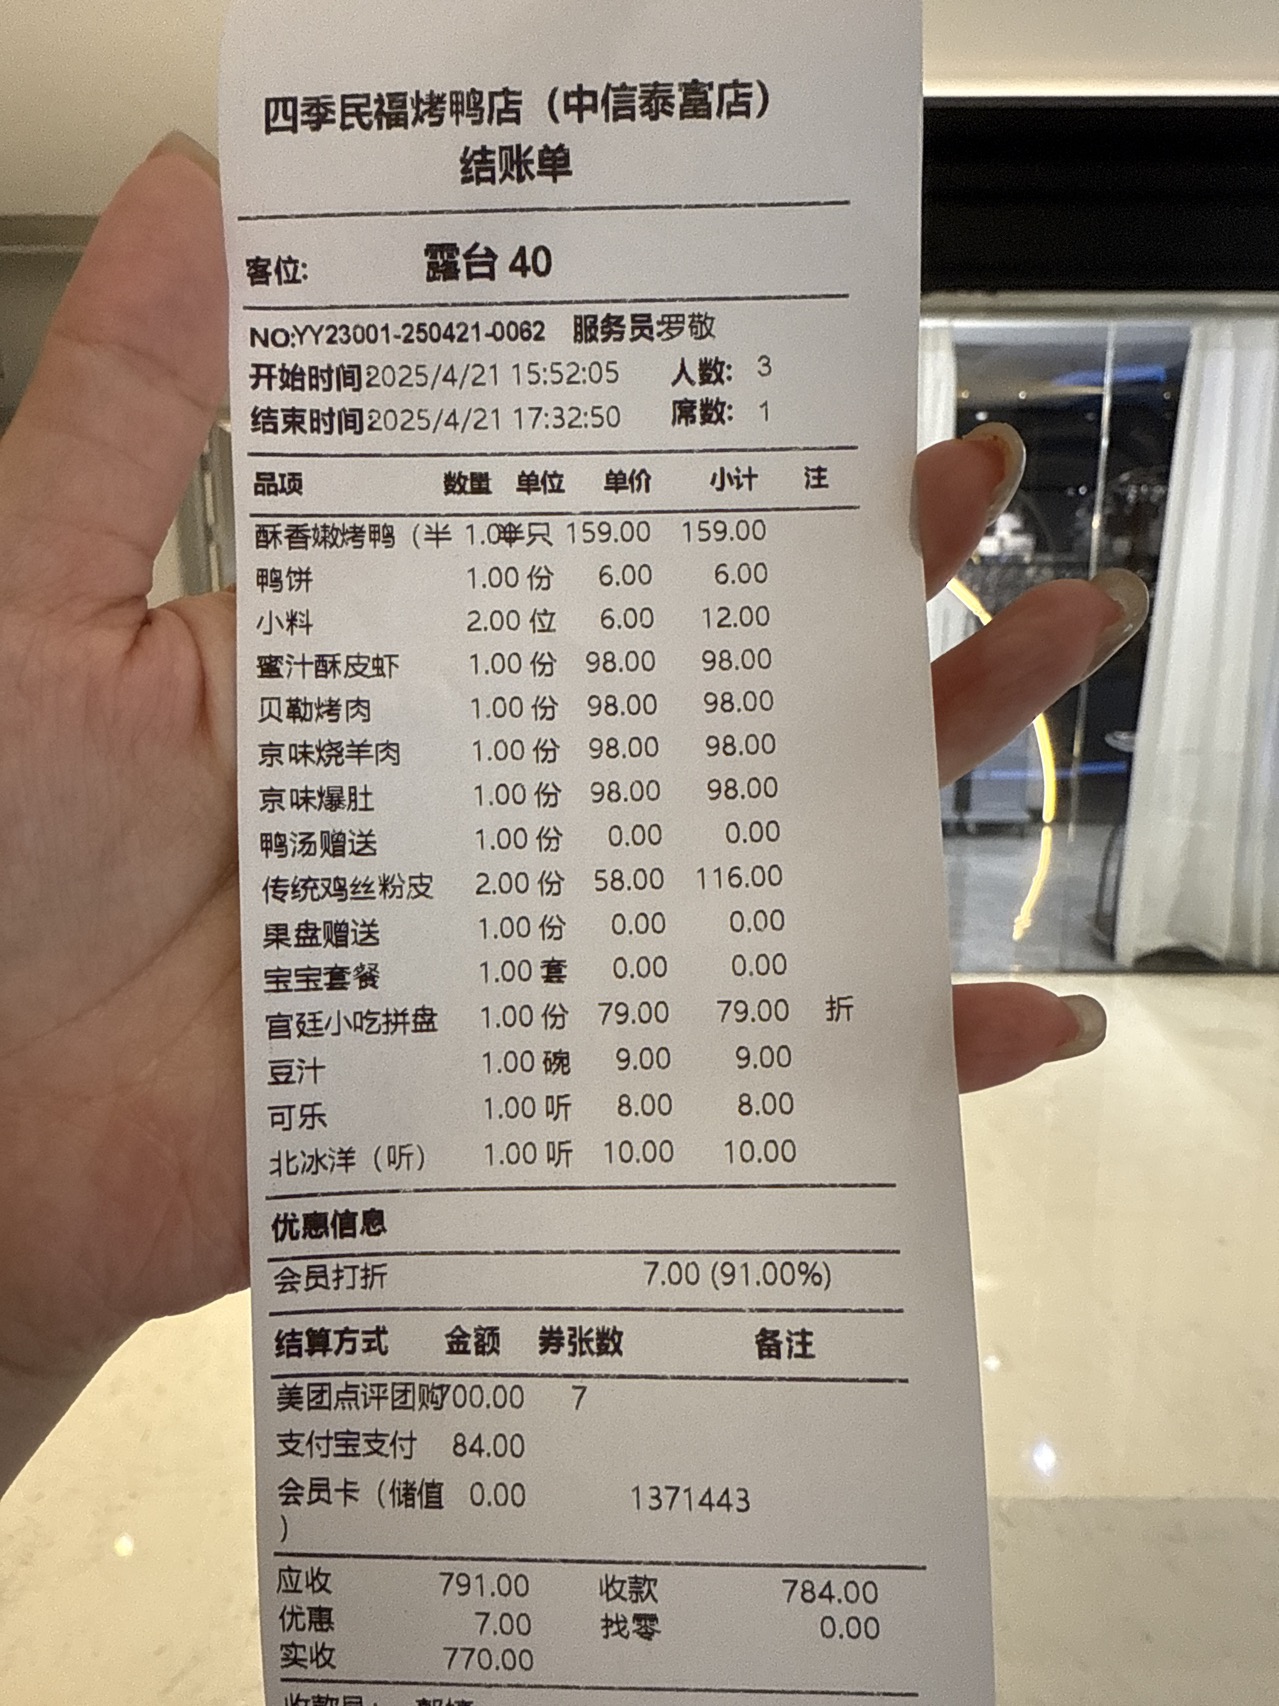 四季民福烤鸭店（中信泰富店）
结账单
客位: 露台 40
NO:YY23001-250421-0062 服务员:罗敬
开始时间2025/4/21 15:52:05 人数: 3
结束时间2025/4/21 17:32:50 席数: 1
品项 数量 单位 单价 小计 注
酥香嫩烤鸭（半 1.00半只 159.00 159.00
鸭饼 1.00 份 6.00 6.00
小料 2.00 位 6.00 12.00
蜜汁酥皮虾 1.00 份 98.00 98.00
贝勒烤肉 1.00 份 98.00 98.00
京味烧羊肉 1.00 份 98.00 98.00
京味爆肚 1.00 份 98.00 98.00
鸭汤赠送 1.00 份 0.00 0.00
传统鸡丝粉皮 2.00 份 58.00 116.00
果盘赠送 1.00 份 0.00 0.00
宝宝套餐 1.00 套 0.00 0.00
宫廷小吃拼盘 1.00 份 79.00 79.00 折
豆汁 1.00 碗 9.00 9.00
可乐 1.00 听 8.00 8.00
北冰洋（听） 1.00 听 10.00 10.00
优惠信息
会员打折 7.00 (91.00%)
结算方式 金额 券张数 备注
美团点评团购700.00 7
支付宝支付 84.00
会员卡（储值 0.00 1371443
）
应收 791.00 收款 784.00
优惠 7.00 找零 0.00
实收 770.00
收款员: